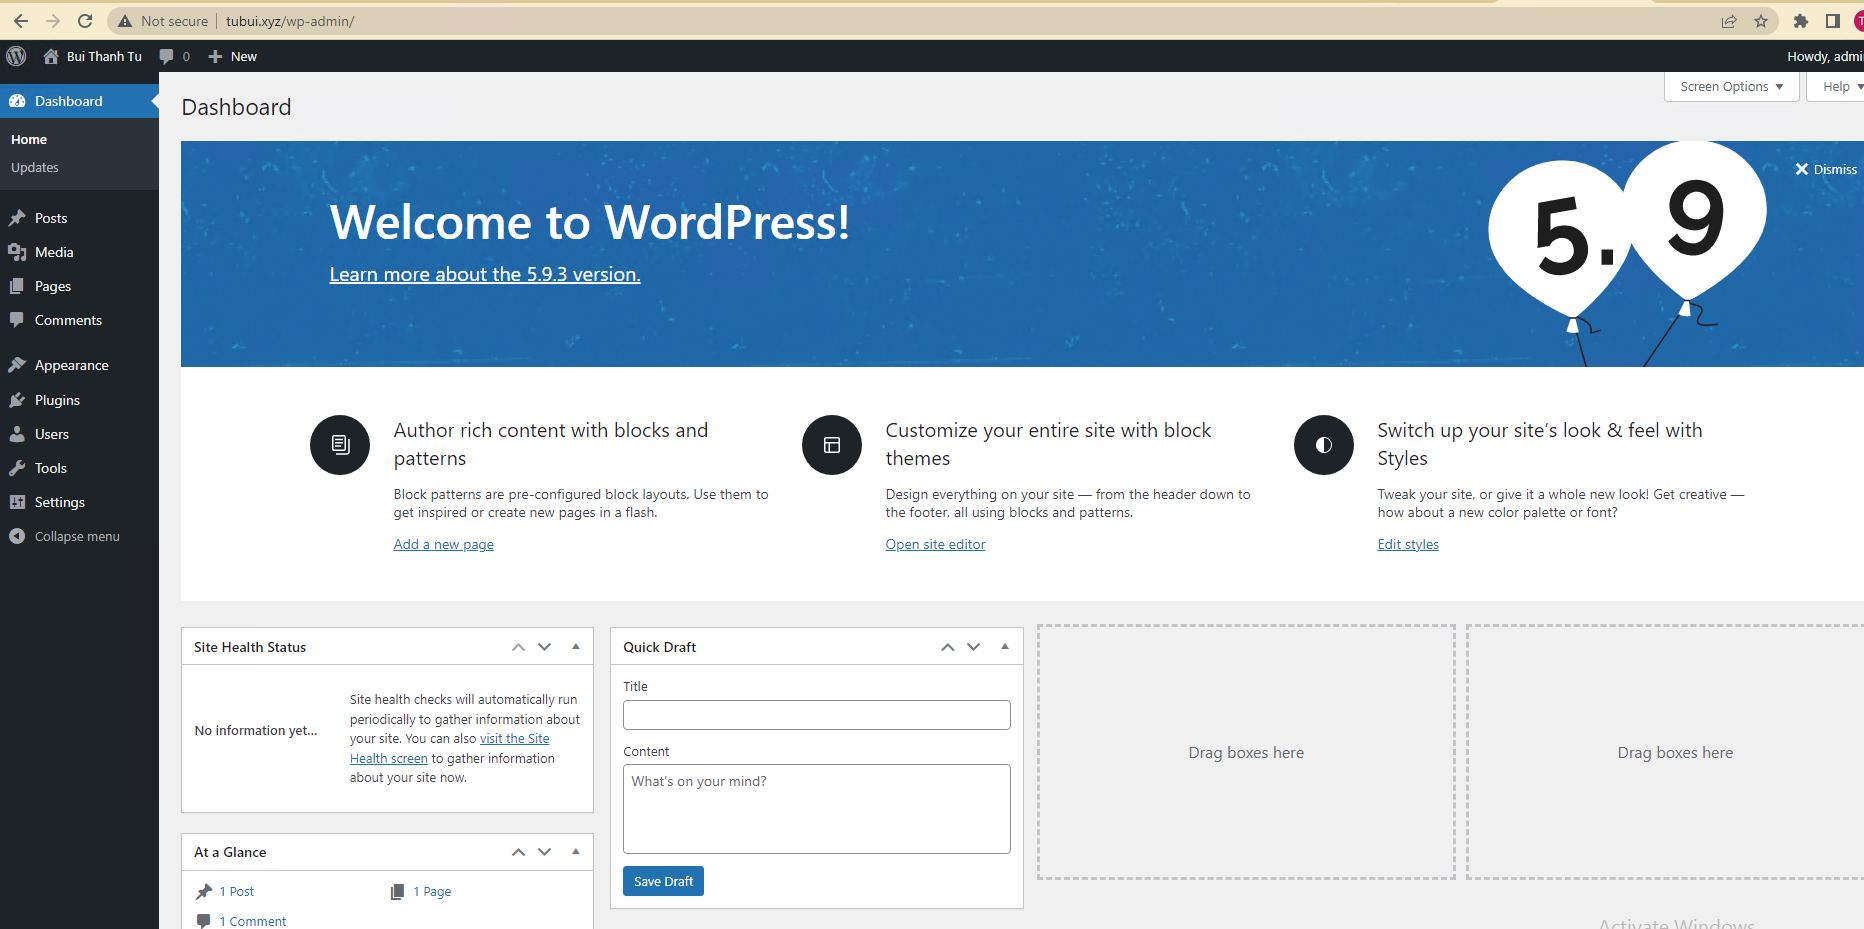 Not secure | tubui.xyz/wp-admin/
Bui Thanh Tu 0 New
Howdy, admi
Dashboard
Home
Updates
Posts
Media
Pages
Comments
Appearance
Plugins
Users
Tools
Settings
Collapse menu
Dashboard
Screen Options
Help
Welcome to WordPress!
Learn more about the 5.9.3 version.
5.9
Dismiss
Author rich content with blocks and
patterns
Block patterns are pre-configured block layouts. Use them to
get inspired or create new pages in a flash.
Add a new page
Customize your entire site with block
themes
Design everything on your site — from the header down to
the footer, all using blocks and patterns.
Open site editor
Switch up your site’s look & feel with
Styles
Tweak your site, or give it a whole new look! Get creative —
how about a new color palette or font?
Edit styles
Site Health Status
No information yet...
Site health checks will automatically run
periodically to gather information about
your site. You can also visit the Site
Health screen to gather information
about your site now.
At a Glance
1 Post
1 Page
1 Comment
Quick Draft
Title
Content
What’s on your mind?
Save Draft
Drag boxes here
Drag boxes here
Activate Windows